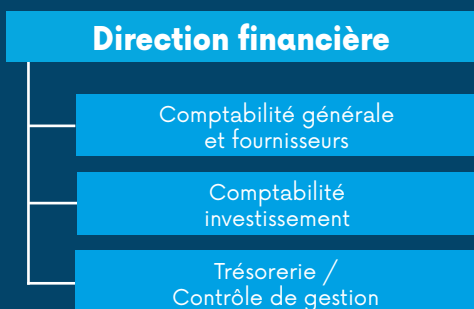 Direction financière
Comptabilité générale
et fournisseurs
Comptabilité
investissement
Trésorerie /
Contrôle de gestion